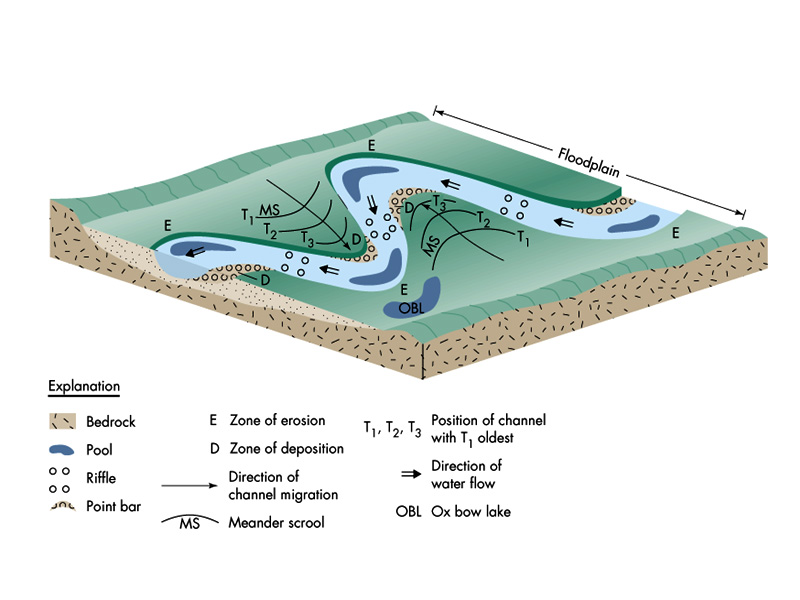 Floodplain
E
T1 MS
T2
T3
D
D
T3
T2
T1
MS
E
E
D
E
OBL
Explanation
Bedrock
Pool
Riffle
Point bar
E Zone of erosion
D Zone of deposition
Direction of
channel migration
MS Meander scrool
T1, T2, T3 Position of channel
with T1 oldest
Direction of
water flow
OBL Ox bow lake